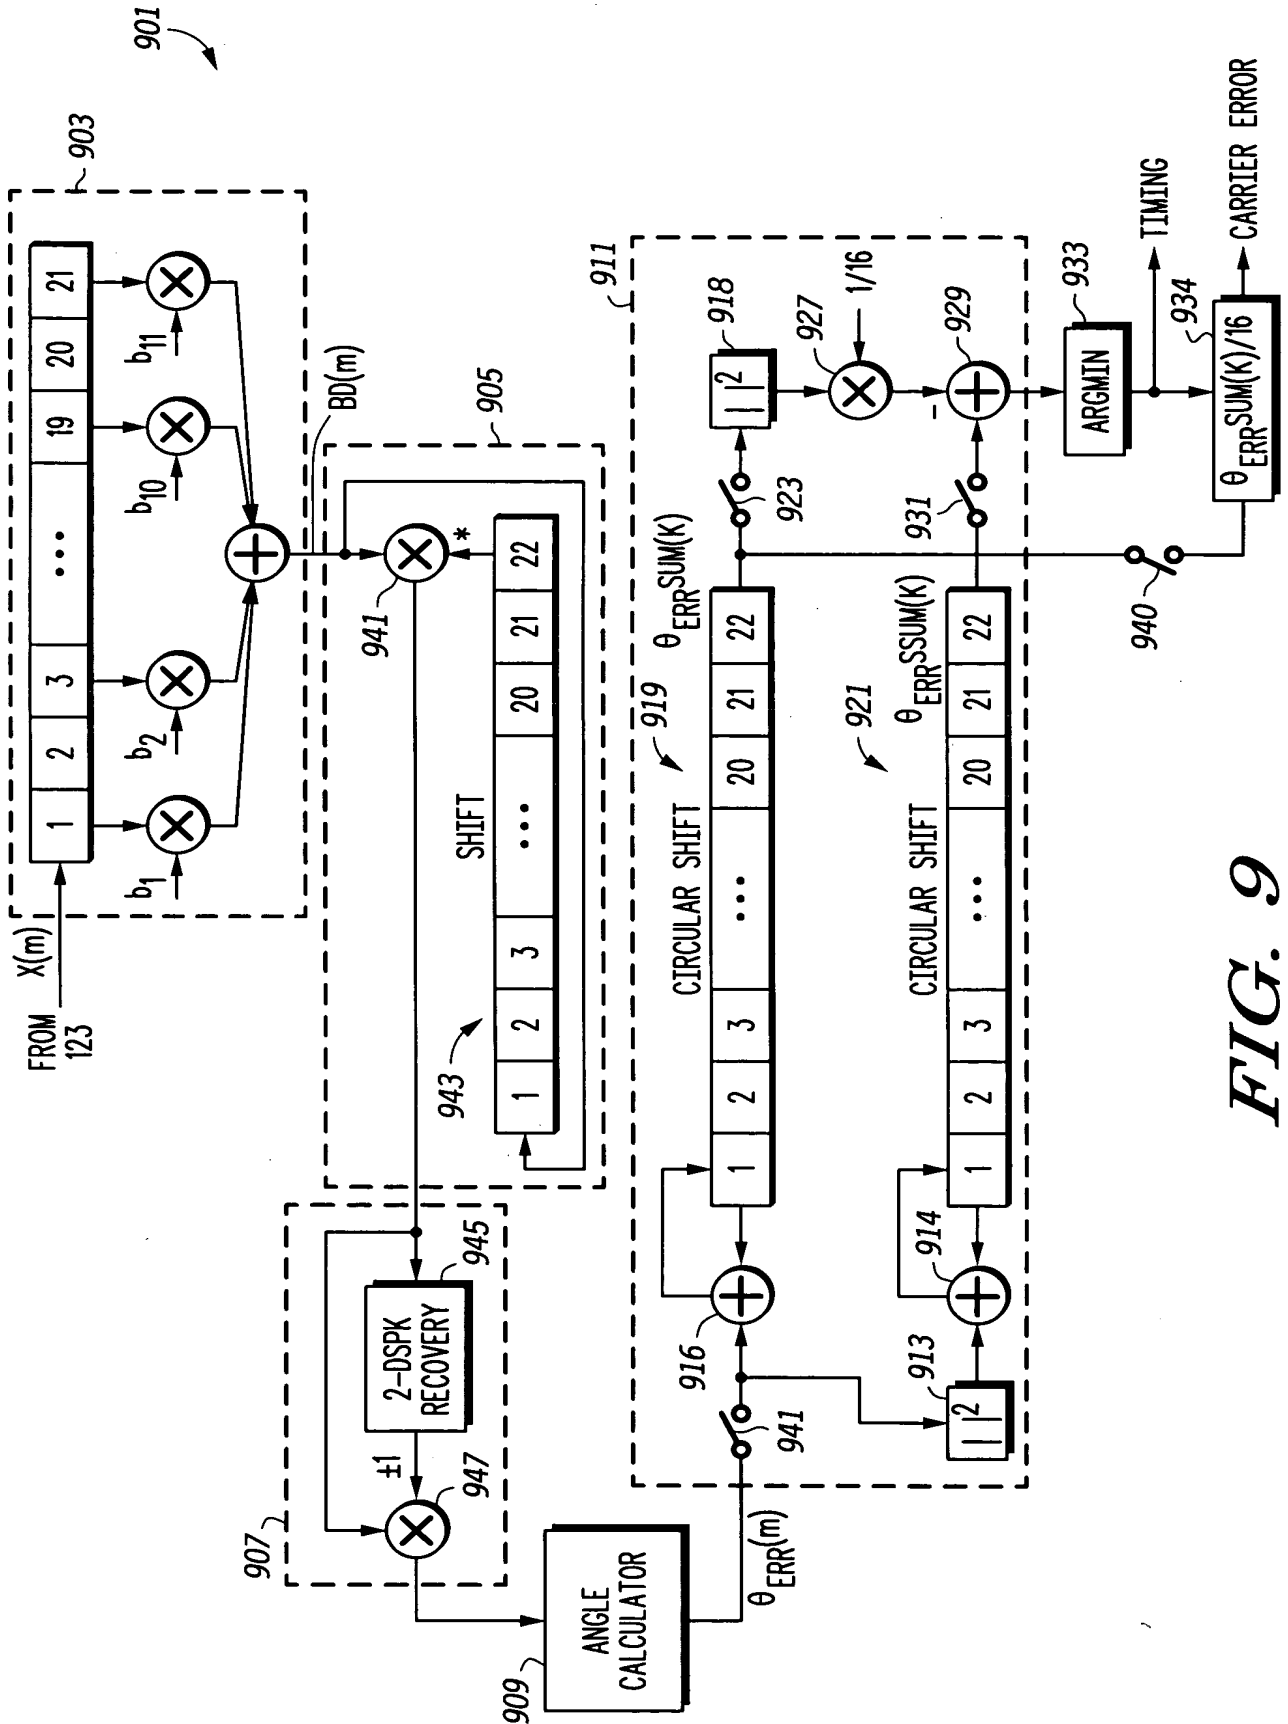 901
903
FROM
123
X(m)
1 2 3 ... 19 20 21
b1 b2 b10 b11
BD(m)
905
941
*
943
SHIFT
1 2 3 ... 20 21 22
907
945
2-DSPK
RECOVERY
±1
947
909
ANGLE
CALCULATOR
θERR(m)
911
941
916
919
CIRCULAR SHIFT
θERRSUM(K)
1 2 3 ... 20 21 22
923
| |2
918
927
1/16
913
| |2
914
921
CIRCULAR SHIFT
θERRSSUM(K)
1 2 3 ... 20 21 22
931
-
929
940
ARGMIN
933
TIMING
θERRSUM(K)/16
934
CARRIER ERROR
FIG. 9